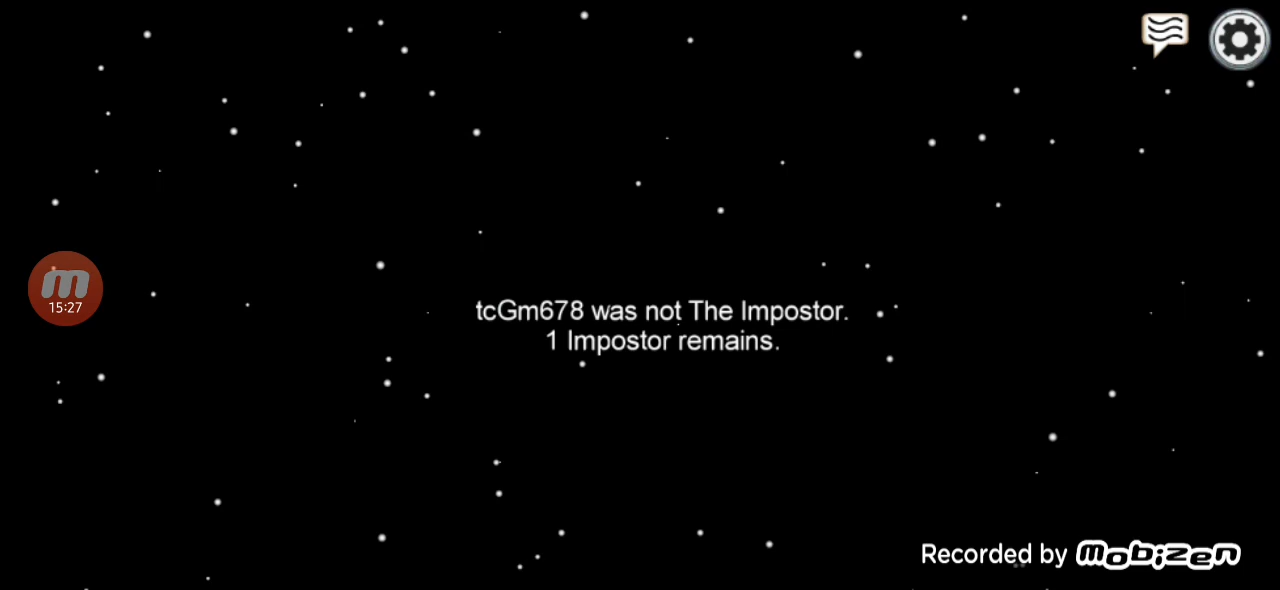 m
15:27
tcGm678 was not The Impostor.
1 Impostor remains.
Recorded by mobizen